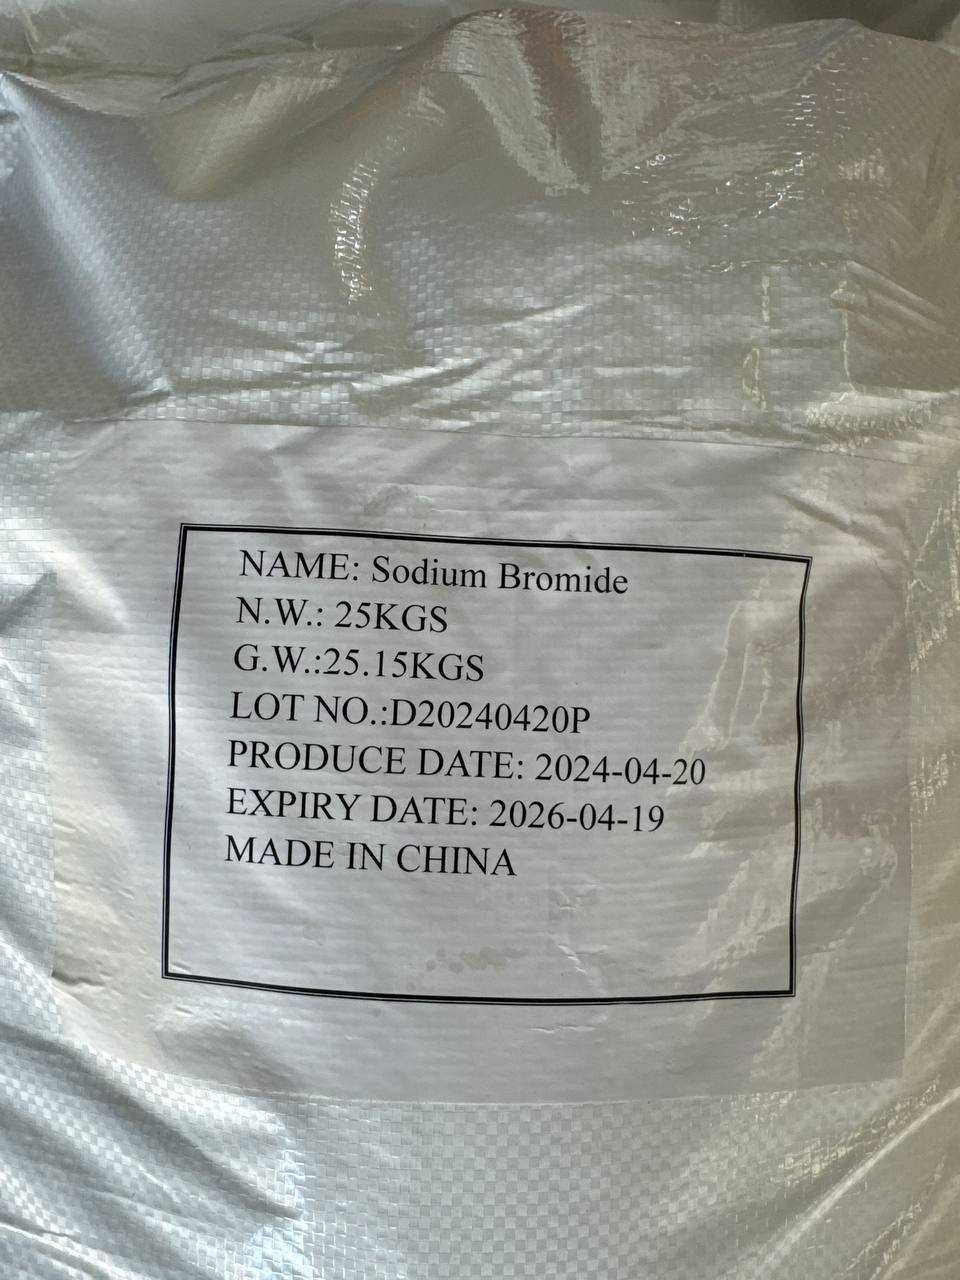 NAME: Sodium Bromide
N.W.: 25KGS
G.W.:25.15KGS
LOT NO.:D20240420P
PRODUCE DATE: 2024-04-20
EXPIRY DATE: 2026-04-19
MADE IN CHINA